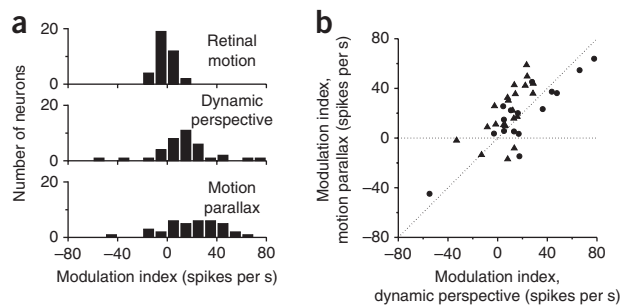 a
20
0
Retinal
motion
20
0
Dynamic
perspective
20
0
Motion
parallax
Number of neurons
−80 −40 0 40 80
Modulation index (spikes per s)
b
Modulation index,
motion parallax (spikes per s)
80
40
0
−40
−80
−80 −40 0 40 80
Modulation index,
dynamic perspective (spikes per s)